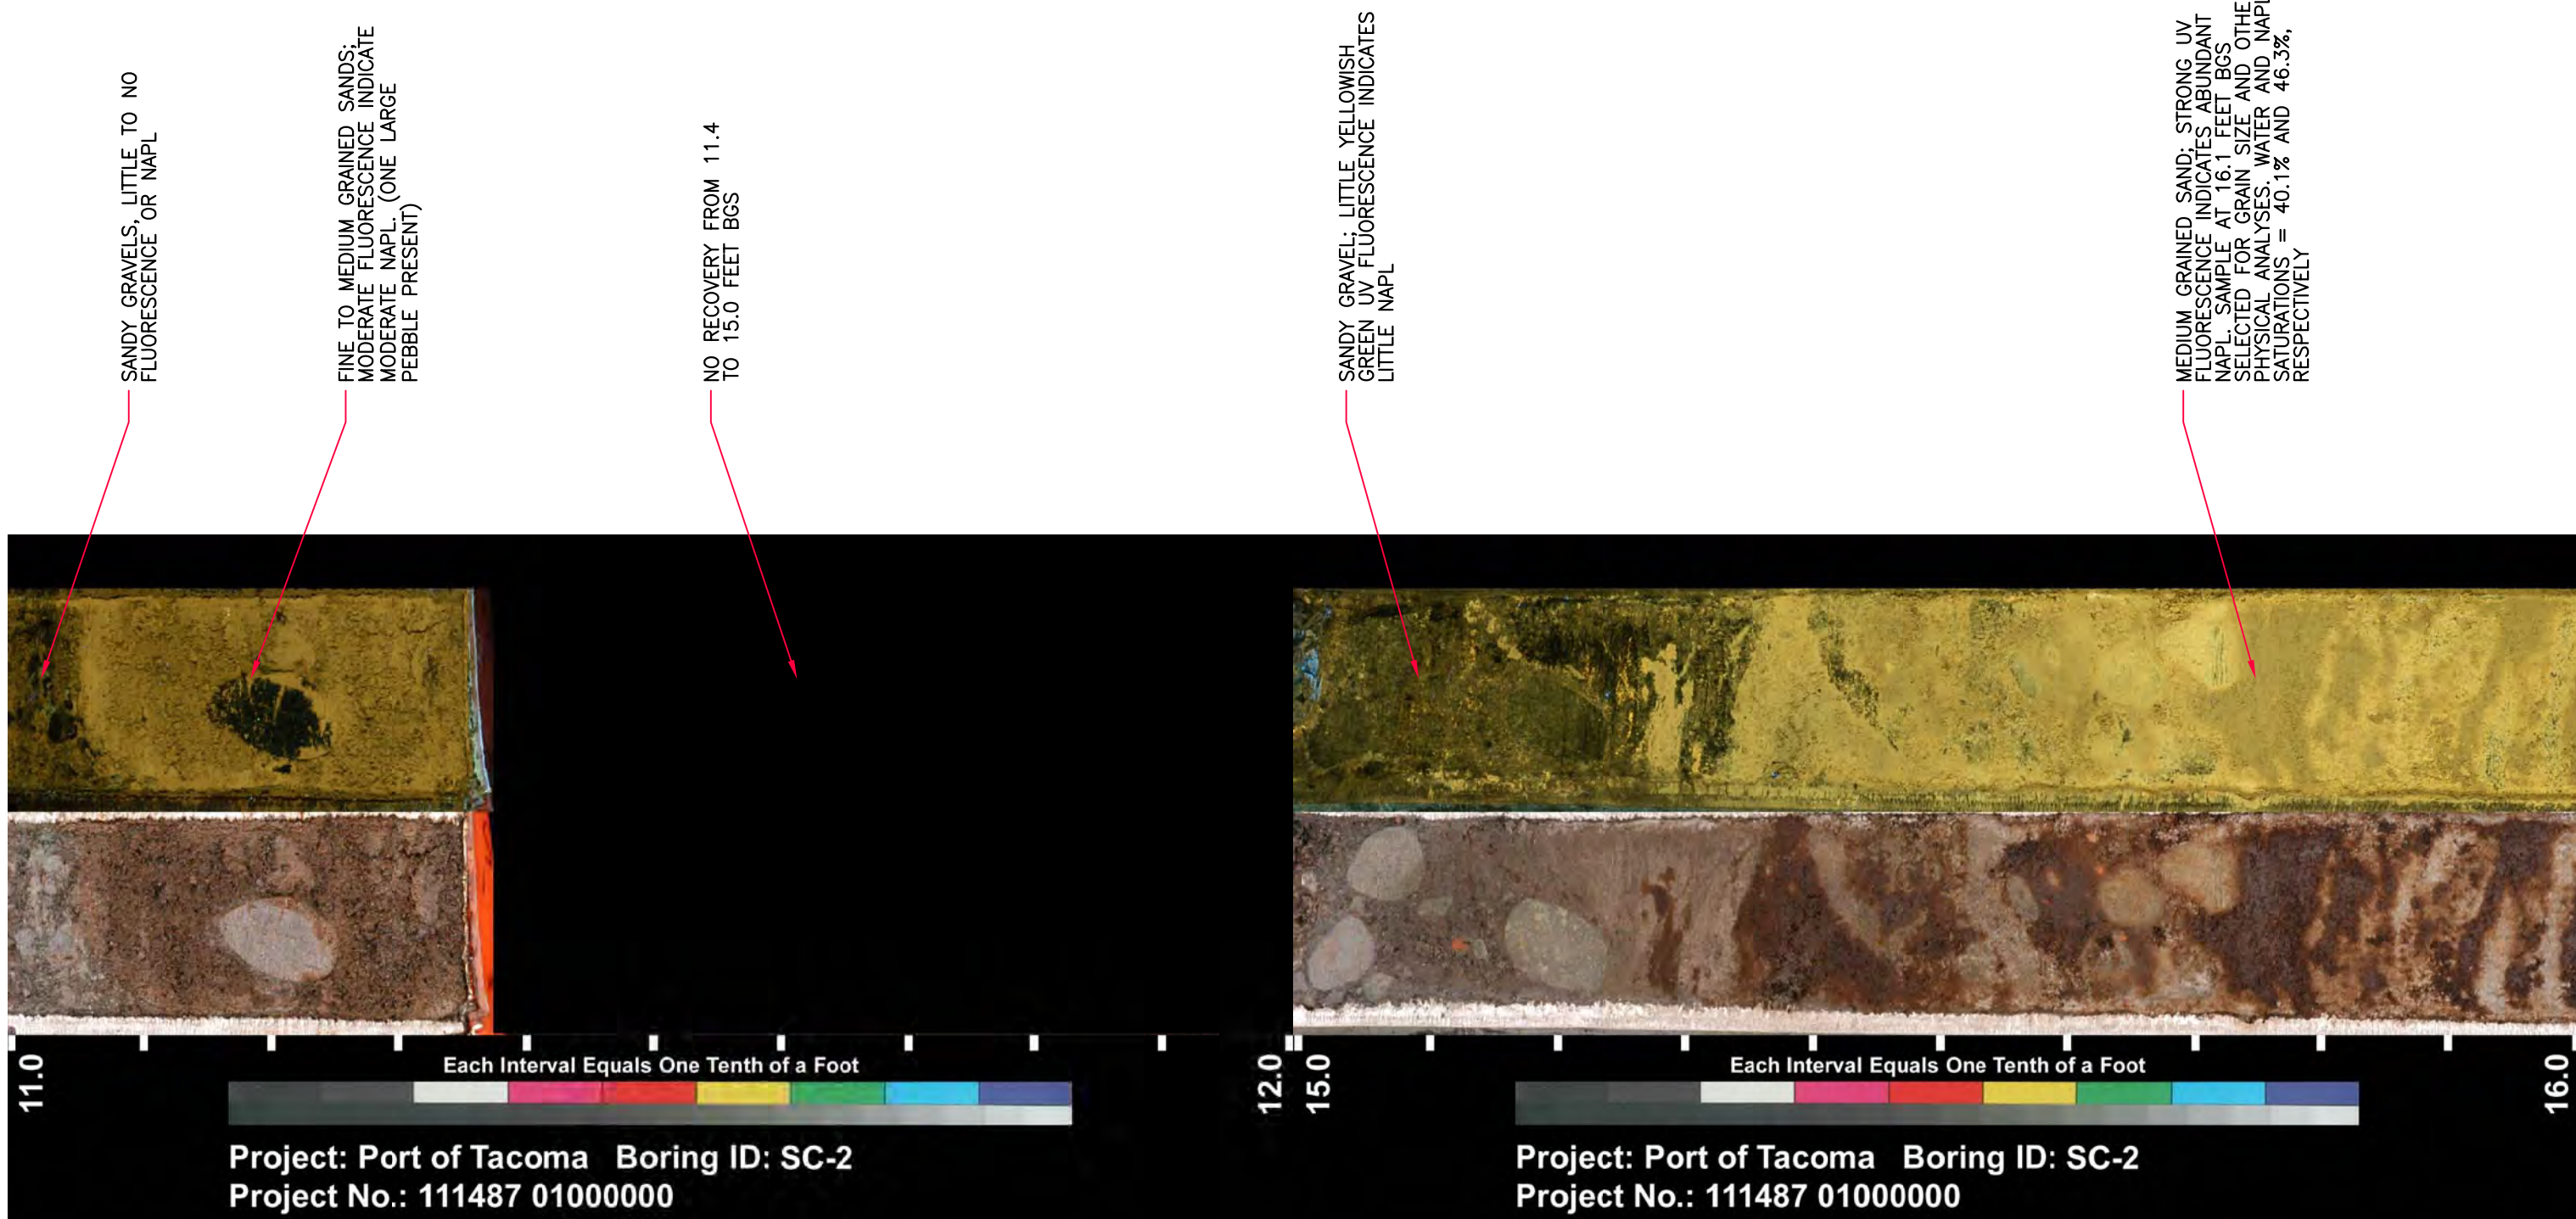 SANDY GRAVELS, LITTLE TO NO
FLUORESCENCE OR NAPL
FINE TO MEDIUM GRAINED SANDS;
MODERATE FLUORESCENCE INDICATE
MODERATE NAPL. (ONE LARGE
PEBBLE PRESENT)
NO RECOVERY FROM 11.4
TO 15.0 FEET BGS
SANDY GRAVEL; LITTLE YELLOWISH
GREEN UV FLUORESCENCE INDICATES
LITTLE NAPL
MEDIUM GRAINED SAND; STRONG UV
FLUORESCENCE INDICATES ABUNDANT
NAPL. SAMPLE AT 16.1 FEET BGS
SELECTED FOR GRAIN SIZE AND OTHE
PHYSICAL ANALYSES. WATER AND NAPL
SATURATIONS = 40.1% AND 46.3%,
RESPECTIVELY
11.0
Each Interval Equals One Tenth of a Foot
12.0
Project: Port of Tacoma Boring ID: SC-2
Project No.: 111487 01000000
15.0
Each Interval Equals One Tenth of a Foot
16.0
Project: Port of Tacoma Boring ID: SC-2
Project No.: 111487 01000000